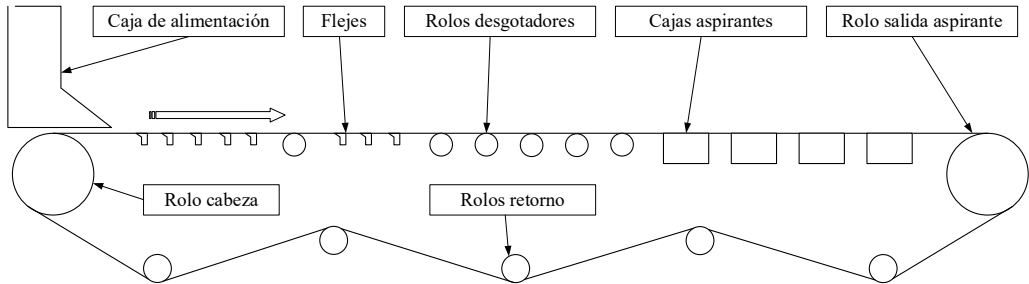 Caja de alimentación
Flejes
Rolos desgotadores
Cajas aspirantes
Rolo salida aspirante
Rolo cabeza
Rolos retorno